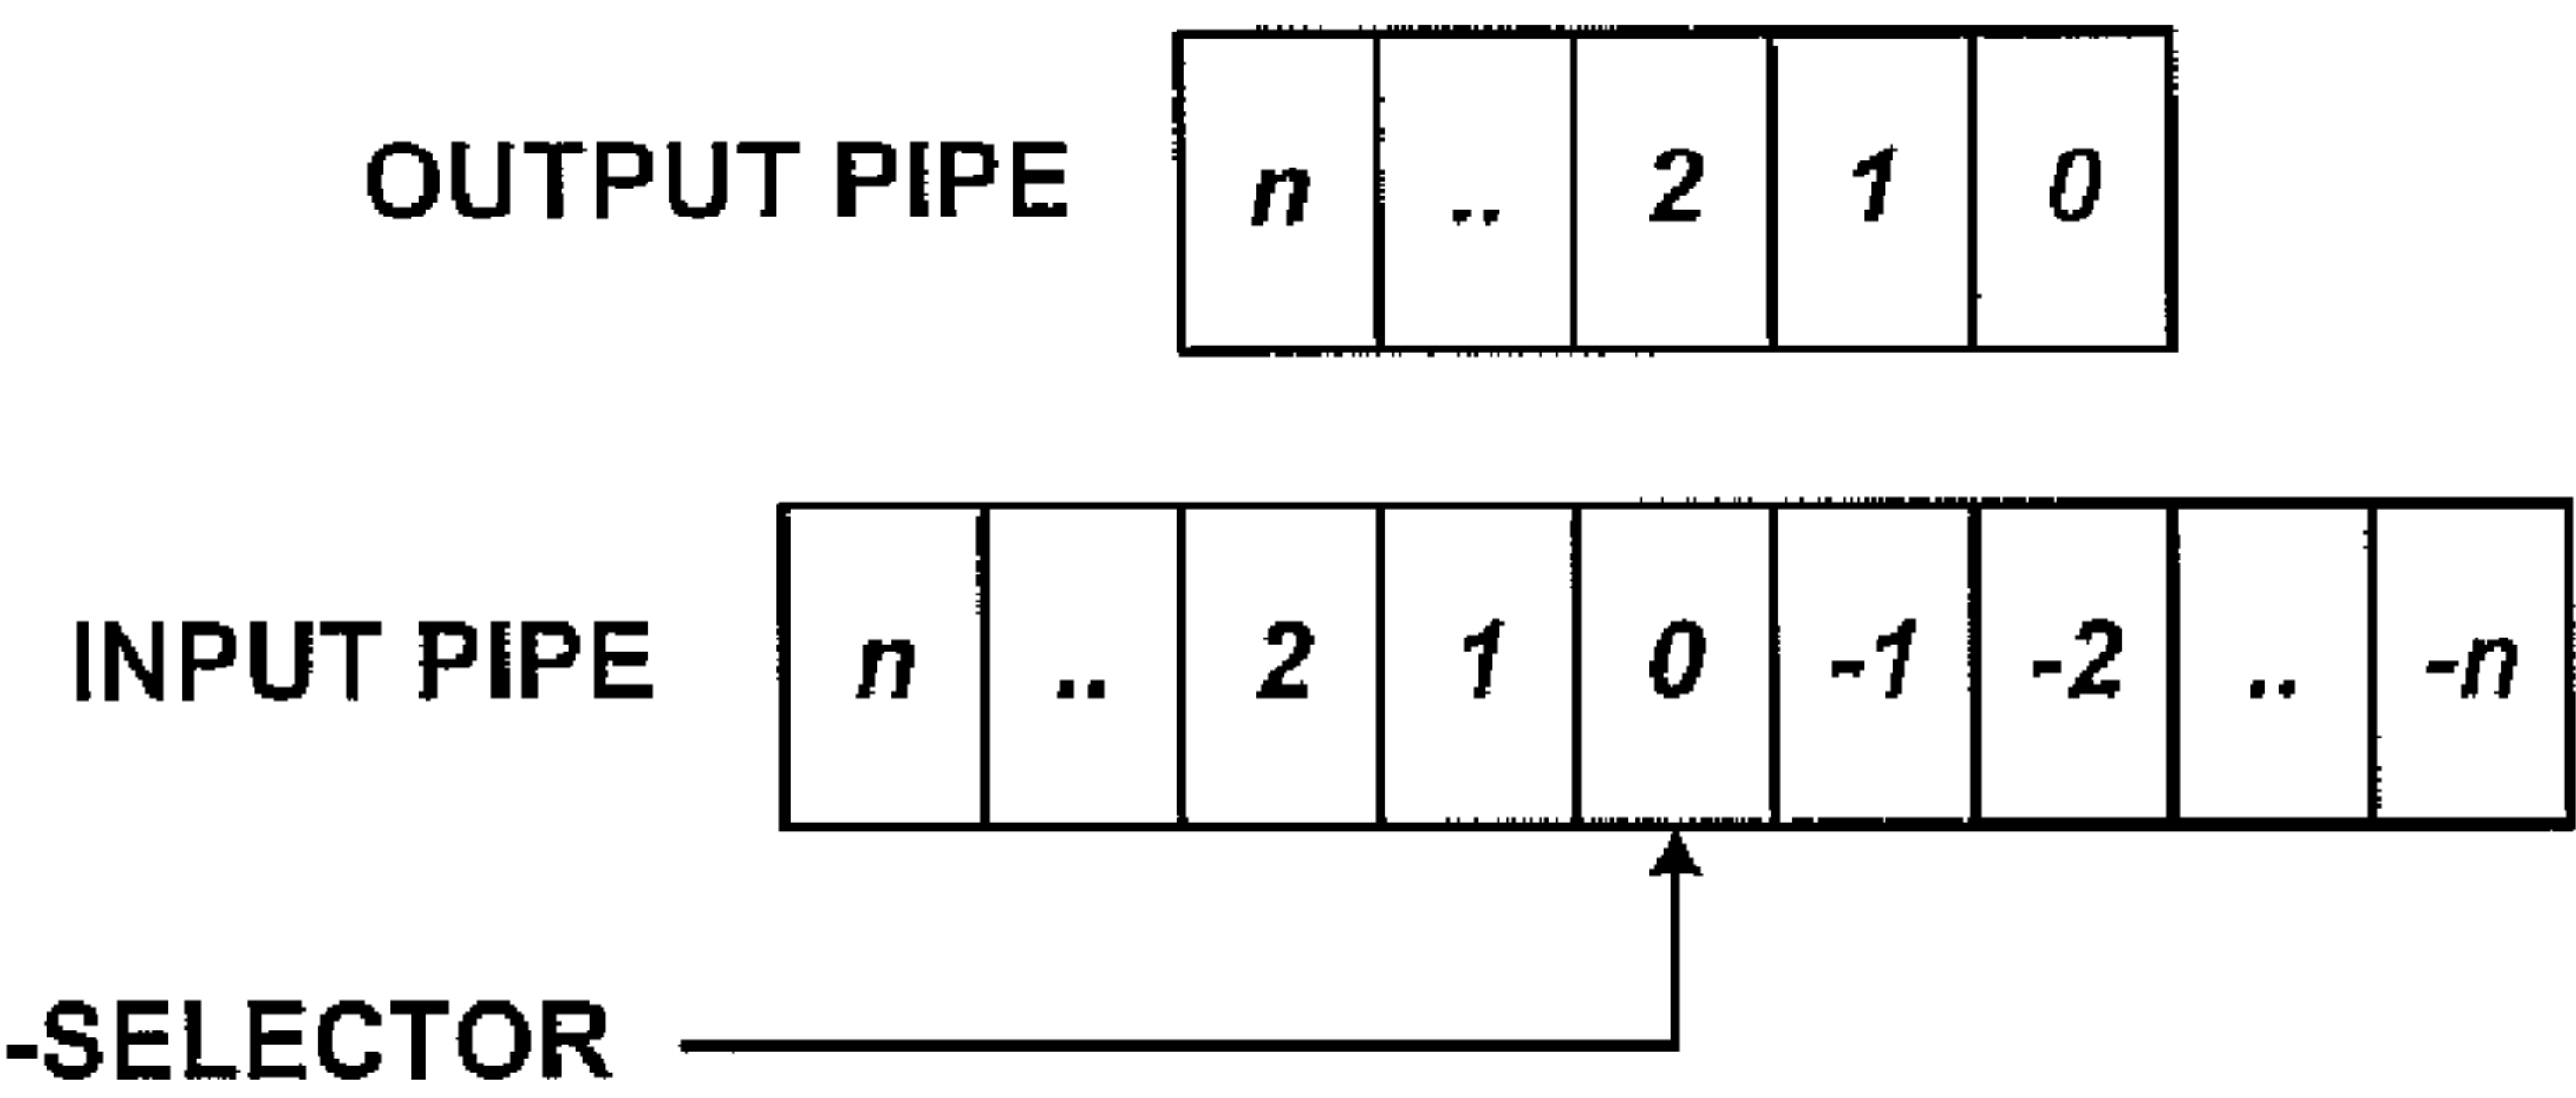 OUTPUT PIPE n .. 2 1 0
INPUT PIPE n .. 2 1 0 -1 -2 .. -n
-SELECTOR